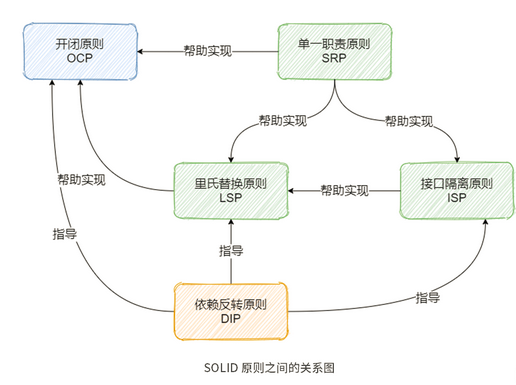 开闭原则
OCP
帮助实现
单一职责原则
SRP
帮助实现
帮助实现
帮助实现
里氏替换原则
LSP
帮助实现
接口隔离原则
ISP
指导
指导
指导
依赖反转原则
DIP
SOLID 原则之间的关系图